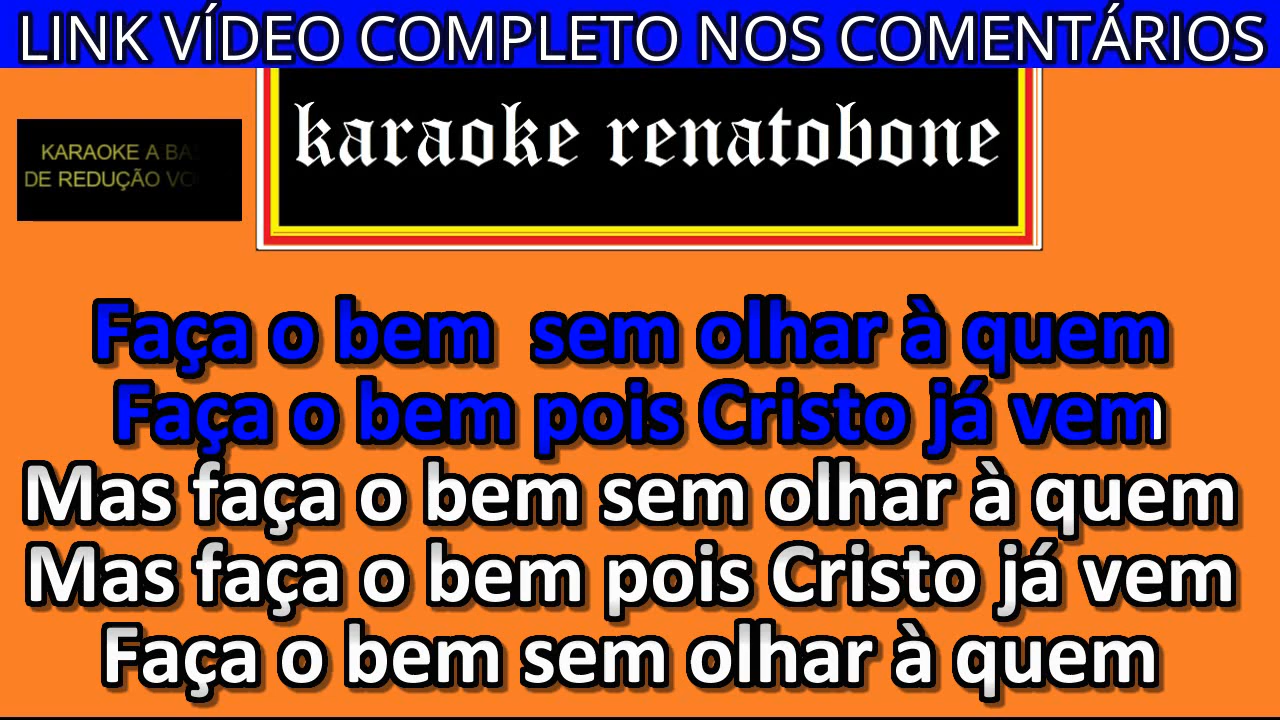 LINK VÍDEO COMPLETO NOS COMENTÁRIOS
karaoke renatobone
KARAOKE A
DE REDUÇÃO
Faça o bem sem olhar à quem
Faça o bem pois Cristo já vem
Mas faça o bem sem olhar à quem
Mas faça o bem pois Cristo já vem
Faça o bem sem olhar à quem